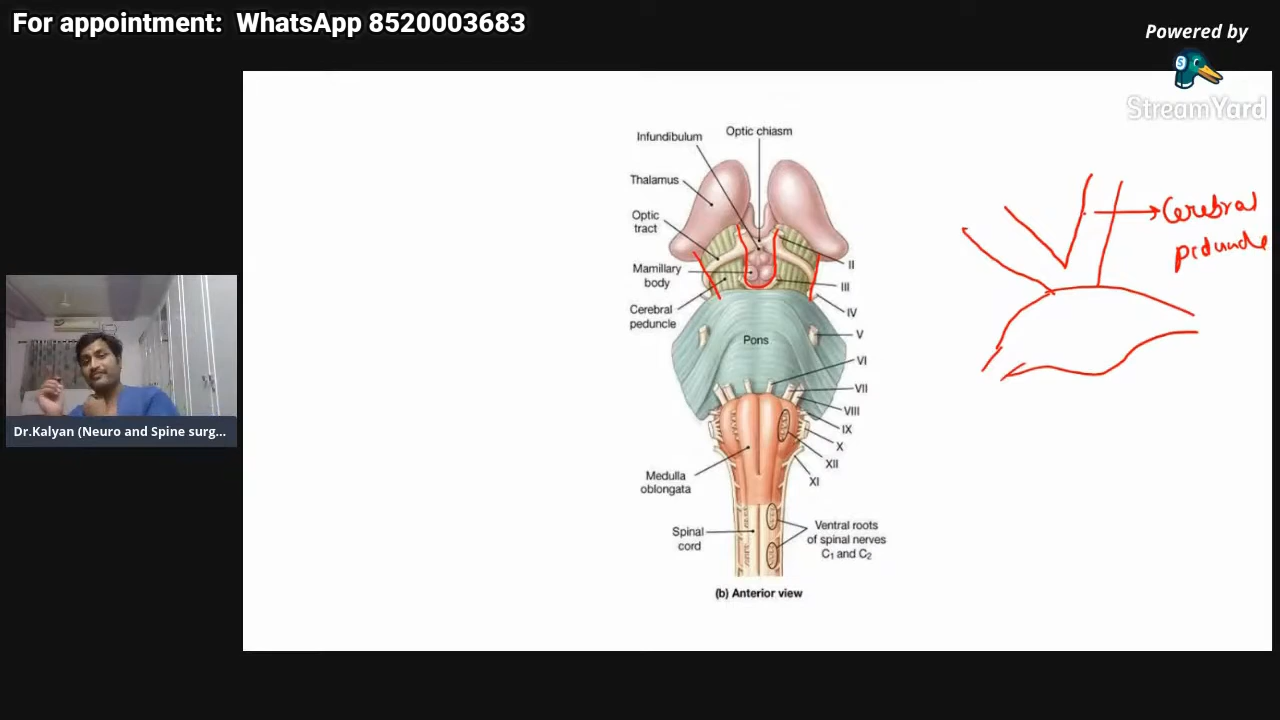 For appointment: WhatsApp 8520003683
Powered by
S
StreamYard
Infundibulum
Optic chiasm
Thalamus
Optic
tract
Mamillary
body
Cerebral
peduncle
Pons
II
III
IV
V
VI
VII
VIII
IX
X
XII
XI
Medulla
oblongata
Spinal
cord
Ventral roots
of spinal nerves
C₁ and C₂
(b) Anterior view
Cerebral
peduncle
Dr.Kalyan (Neuro and Spine surg...